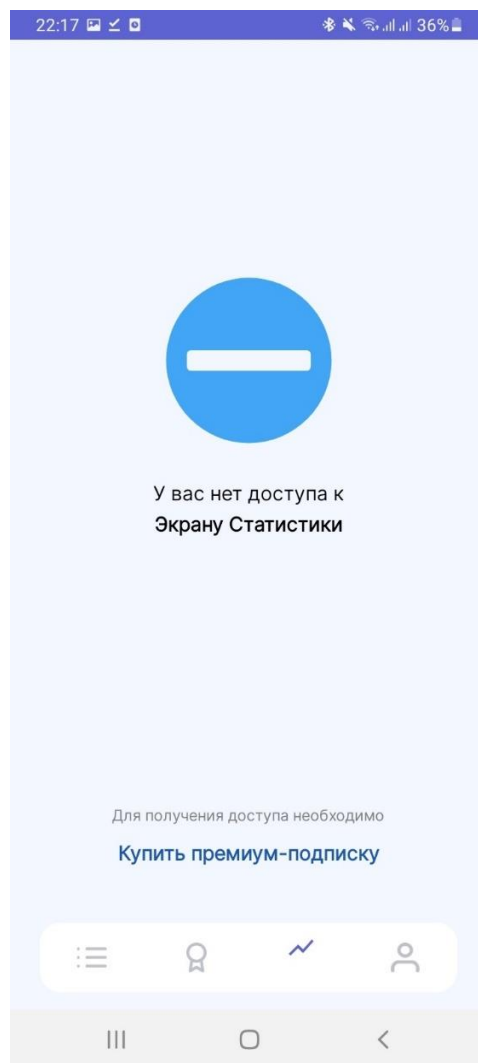 22:17 36%
У вас нет доступа к
Экрану Статистики
Для получения доступа необходимо
Купить премиум-подписку